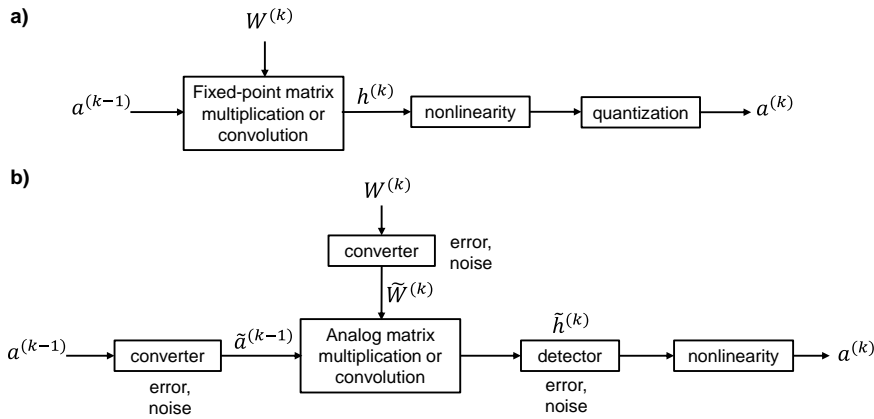 a)
W^{(k)}
a^{(k-1)}
Fixed-point matrix
multiplication or
convolution
h^{(k)}
nonlinearity
quantization
a^{(k)}
b)
W^{(k)}
converter
error,
noise
W̃^{(k)}
a^{(k-1)}
converter
error,
noise
ã^{(k-1)}
Analog matrix
multiplication or
convolution
h̃^{(k)}
detector
error,
noise
nonlinearity
a^{(k)}